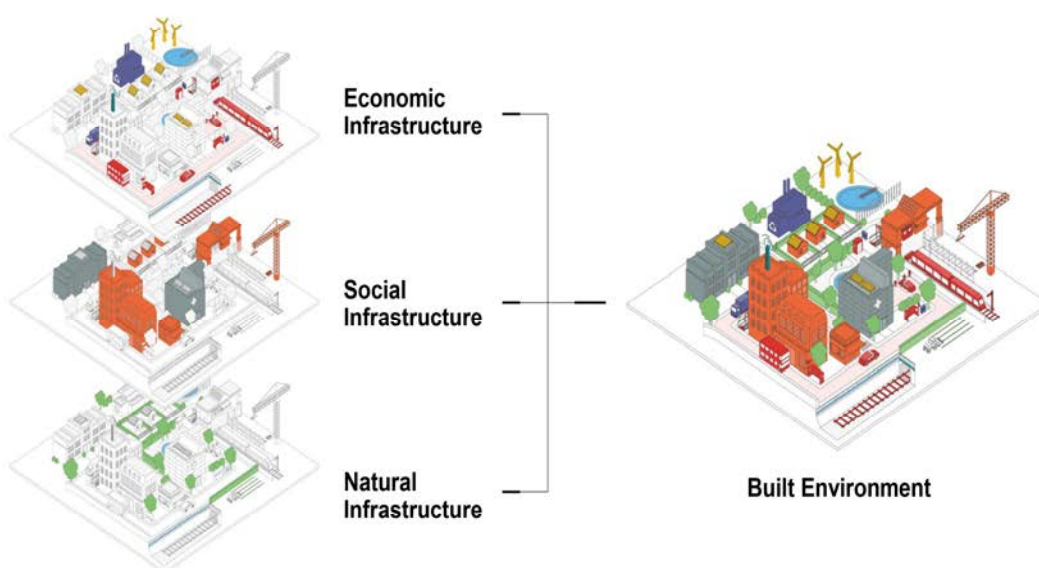 Economic
Infrastructure
Social
Infrastructure
Natural
Infrastructure
Built Environment